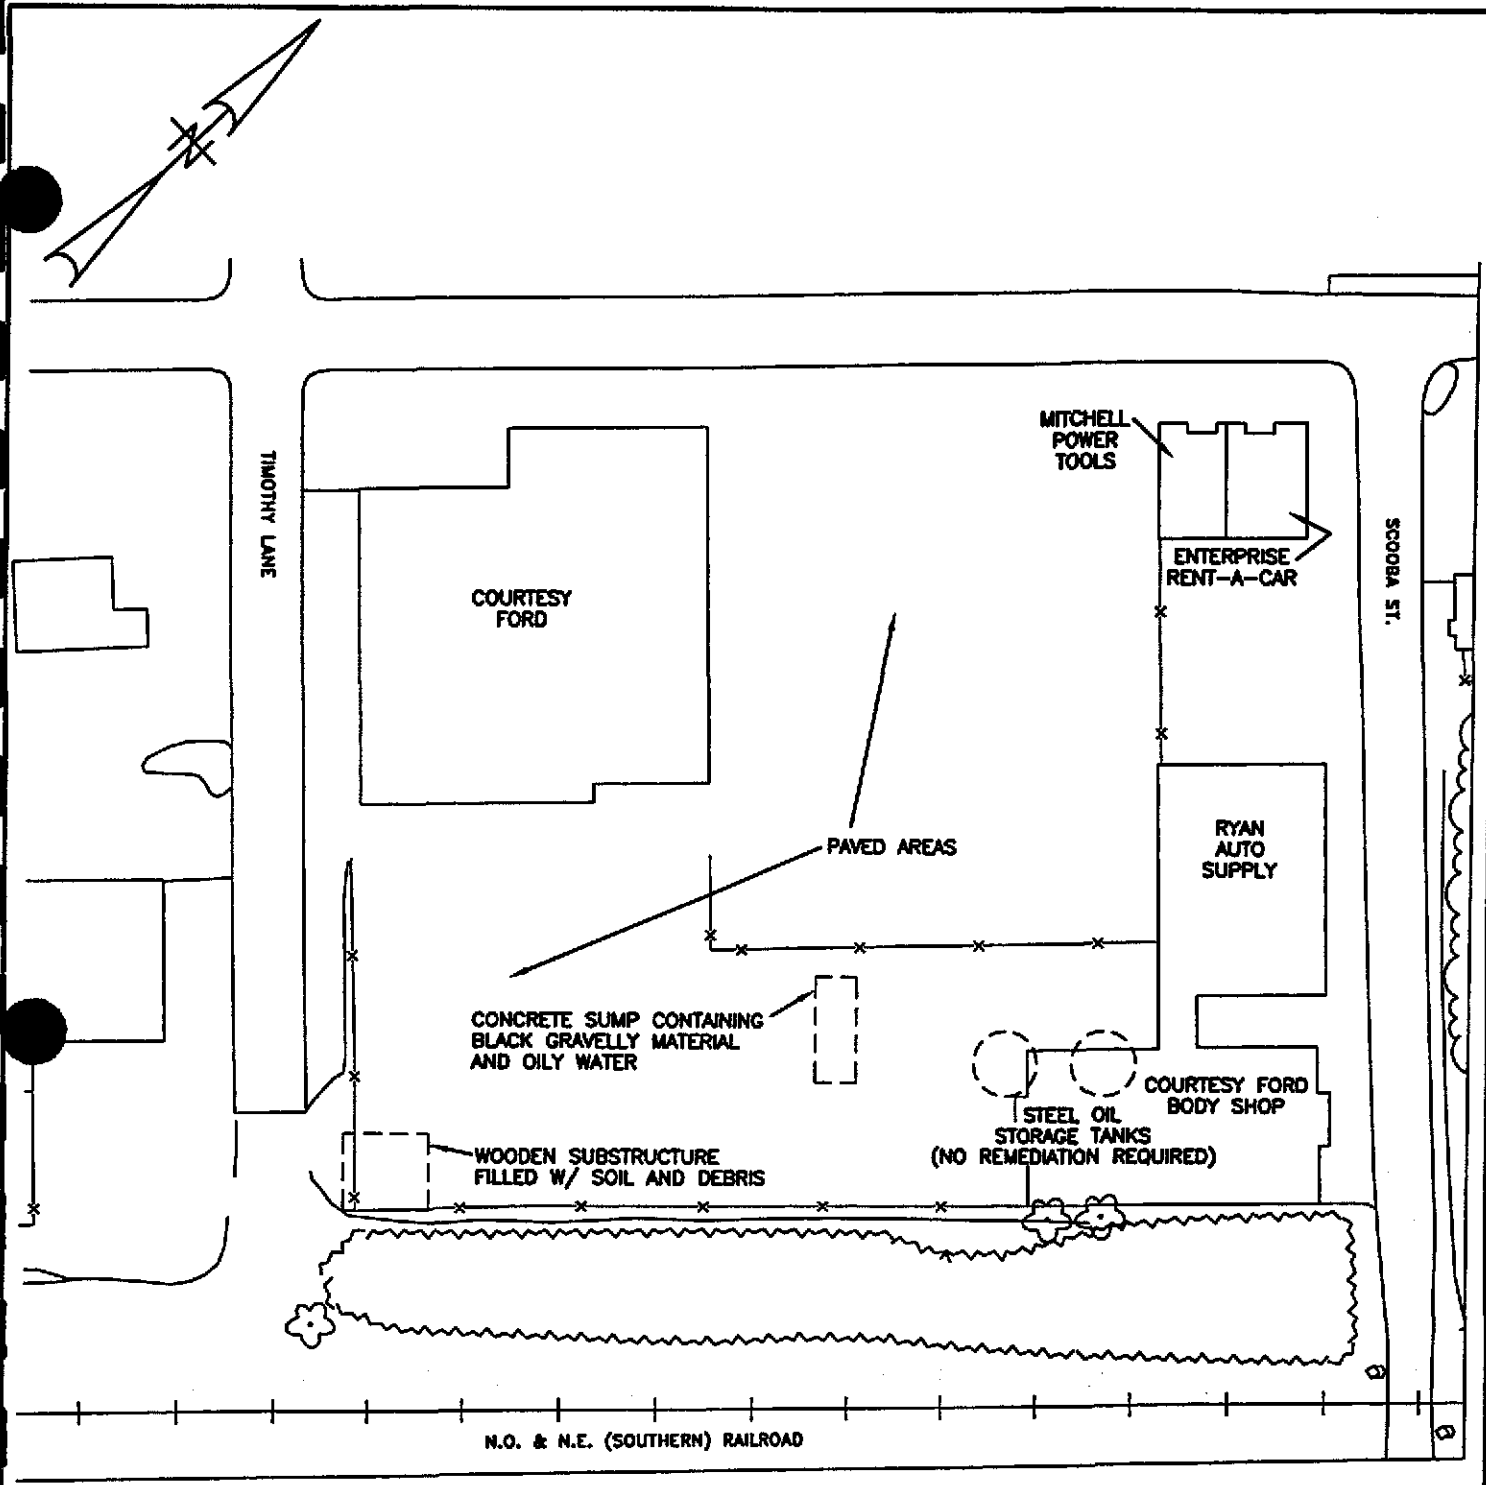 N
MITCHELL
POWER
TOOLS
TIMOTHY LANE
SCOOBA ST.
ENTERPRISE
RENT-A-CAR
COURTESY
FORD
PAVED AREAS
RYAN
AUTO
SUPPLY
CONCRETE SUMP CONTAINING
BLACK GRAVELLY MATERIAL
AND OILY WATER
COURTESY FORD
BODY SHOP
STEEL OIL
STORAGE TANKS
(NO REMEDIATION REQUIRED)
WOODEN SUBSTRUCTURE
FILLED W/ SOIL AND DEBRIS
N.O. & N.E. (SOUTHERN) RAILROAD